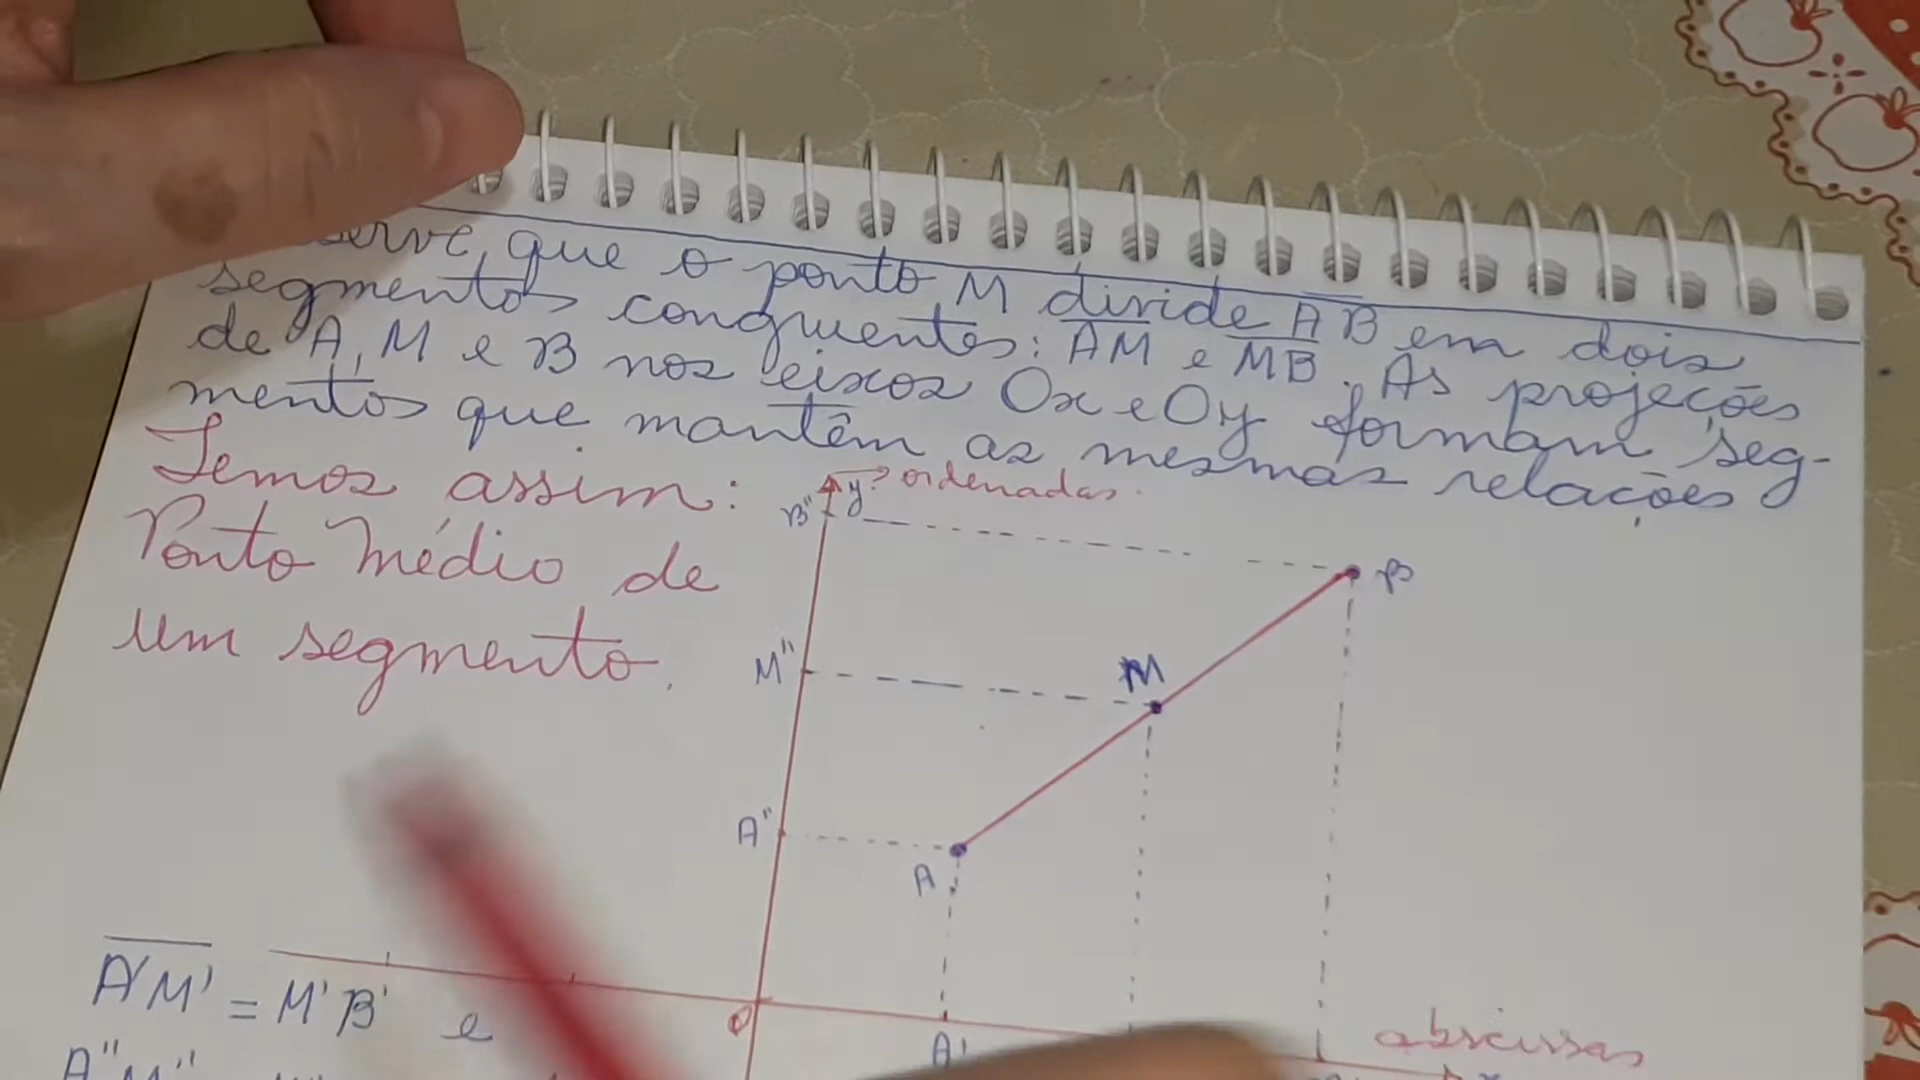 serve, que o ponto M divide AB em dois
segmentos congruentes: AM e MB. As projeções
de A, M e B nos eixos Ox e Oy formam seg-
mentos que mantêm as mesmas relações
Temos assim:
Ponto médio de
um segmento.
y → ordenadas.
B"
B
M"
M
A"
A
O
A'
abscissas
A'M' = M'B' e
A"M"